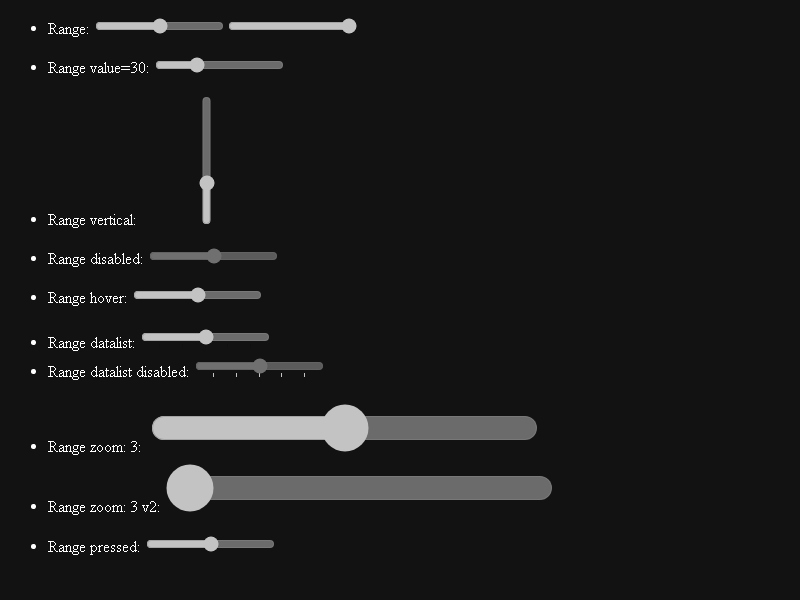 Range:
Range value=30:
Range vertical:
Range disabled:
Range hover:
Range datalist:
Range datalist disabled:
Range zoom: 3:
Range zoom: 3 v2:
Range pressed: